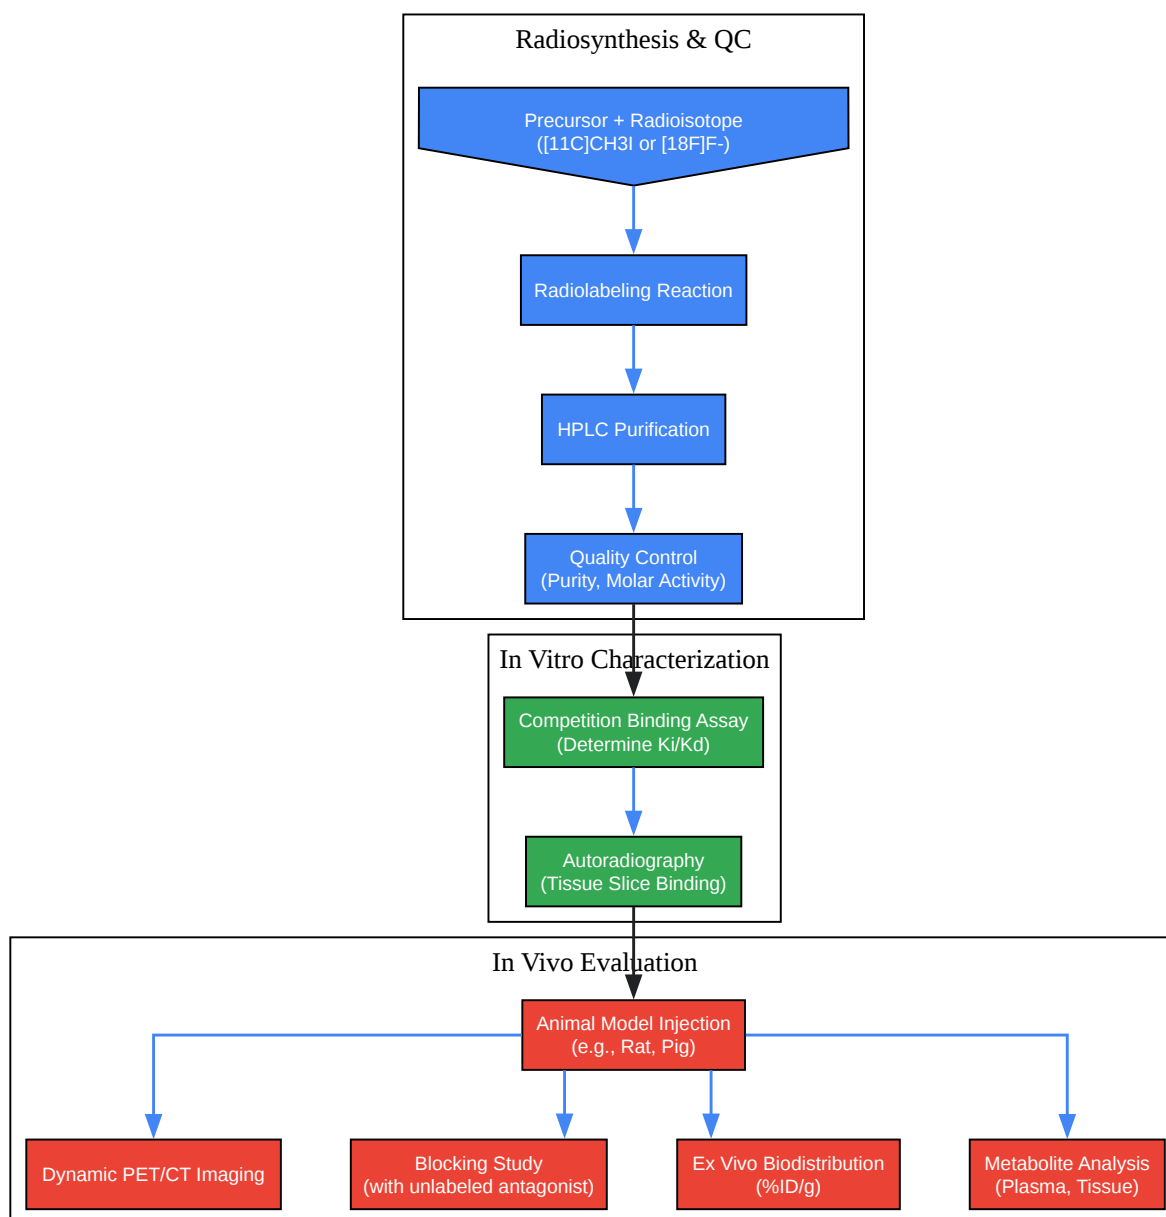 Radiosynthesis & QC
Precursor + Radioisotope
([11C]CH3I or [18F]F-)
Radiolabeling Reaction
HPLC Purification
Quality Control
(Purity, Molar Activity)
In Vitro Characterization
Competition Binding Assay
(Determine Ki/Kd)
Autoradiography
(Tissue Slice Binding)
In Vivo Evaluation
Animal Model Injection
(e.g., Rat, Pig)
Dynamic PET/CT Imaging
Blocking Study
(with unlabeled antagonist)
Ex Vivo Biodistribution
(%ID/g)
Metabolite Analysis
(Plasma, Tissue)